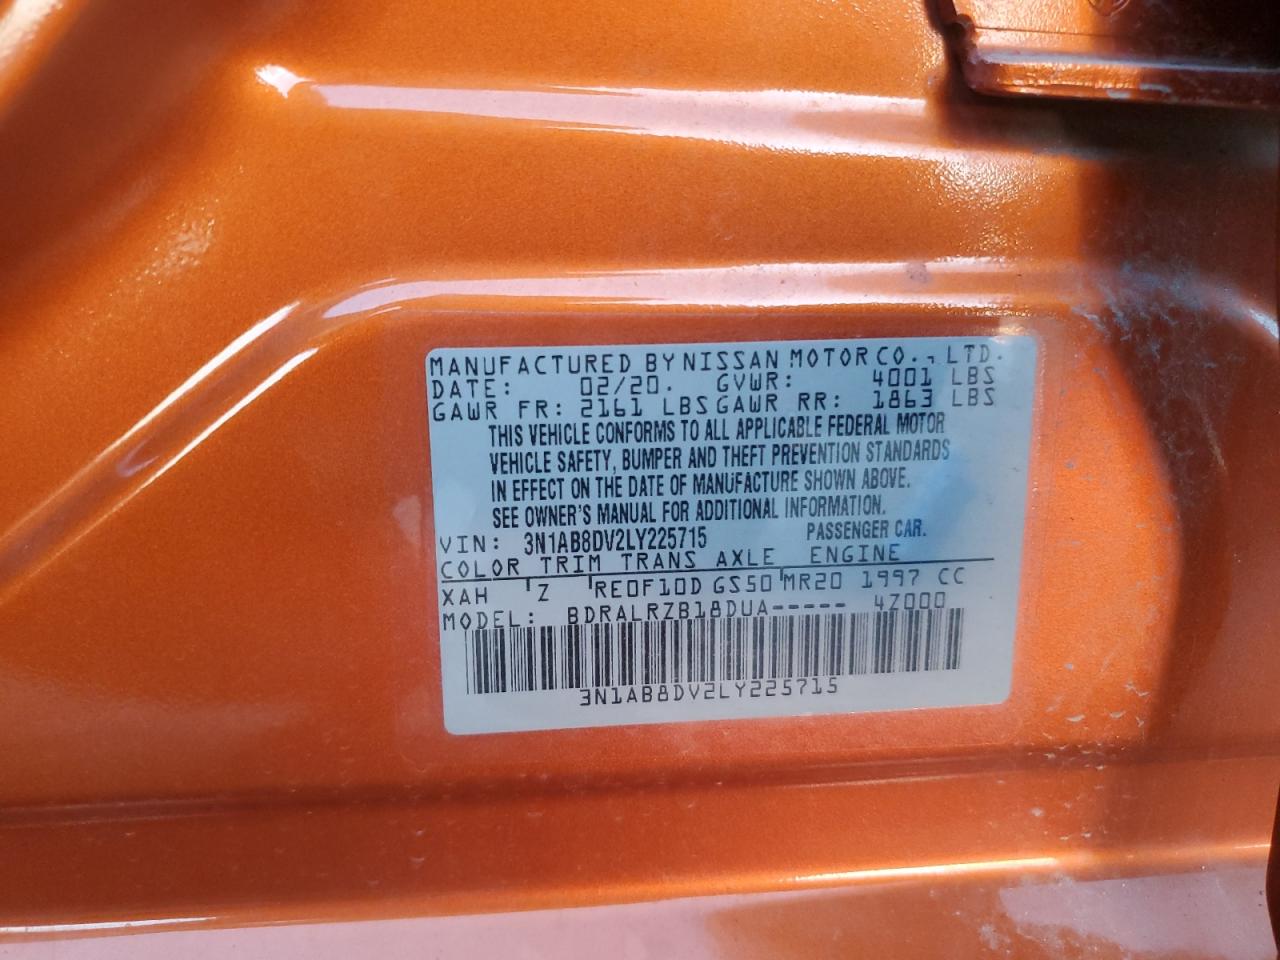 MANUFACTURED BY NISSAN MOTOR CO., LTD.
DATE: 02/20. GVWR: 4001 LBS
GAWR FR: 2161 LBS GAWR RR: 1863 LBS
THIS VEHICLE CONFORMS TO ALL APPLICABLE FEDERAL MOTOR
VEHICLE SAFETY, BUMPER AND THEFT PREVENTION STANDARDS
IN EFFECT ON THE DATE OF MANUFACTURE SHOWN ABOVE.
SEE OWNER'S MANUAL FOR ADDITIONAL INFORMATION.
VIN: 3N1AB8DV2LY225715 PASSENGER CAR.
COLOR TRIM TRANS AXLE ENGINE
XAH Z RE0F10D GS50 MR20 1997 CC
MODEL: BDRALRZB18DUA----- 4Z000
3N1AB8DV2LY225715